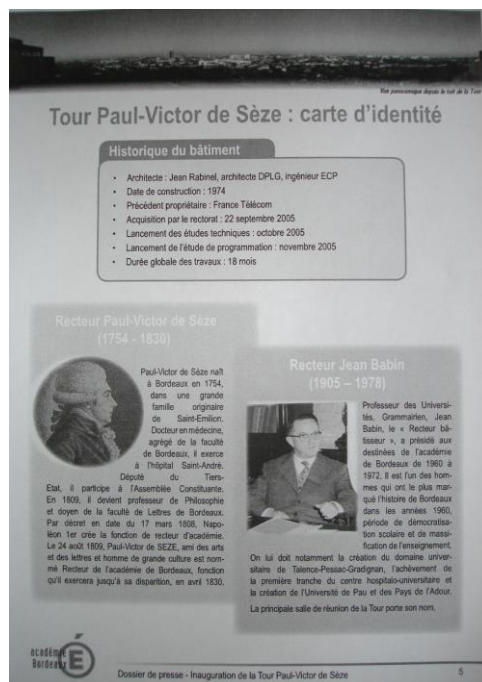 Vue panoramique depuis le toit de la Tour
Tour Paul-Victor de Sèze : carte d'identité
Historique du bâtiment
• Architecte : Jean Rabinel, architecte DPLG, ingénieur ECP
• Date de construction : 1974
• Précédent propriétaire : France Télécom
• Acquisition par le rectorat : 22 septembre 2005
• Lancement des études techniques : octobre 2005
• Lancement de l'étude de programmation : novembre 2005
• Durée globale des travaux : 18 mois
Recteur Paul-Victor de Sèze
(1754 - 1830)
Paul-Victor de Sèze naît
à Bordeaux en 1754,
dans une grande
famille originaire
de Saint-Emilion.
Docteur en médecine,
agrégé de la faculté
de Bordeaux, il exerce
à l'hôpital Saint-André.
Député du Tiers-
Etat, il participe à l'Assemblée Constituante.
En 1809, il devient professeur de Philosophie
et doyen de la faculté de Lettres de Bordeaux.
Par décret en date du 17 mars 1808, Napo-
léon 1er crée la fonction de recteur d'académie.
Le 24 août 1809, Paul-Victor de SEZE, ami des arts
et des lettres et homme de grande culture est nom-
mé Recteur de l'académie de Bordeaux, fonction
qu'il exercera jusqu'à sa disparition, en avril 1830.
Recteur Jean Babin
(1905 – 1978)
Professeur des Universi-
tés, Grammairien, Jean
Babin, le « Recteur bâ-
tisseur », a présidé aux
destinées de l'académie
de Bordeaux de 1960 à
1972. Il est l'un des hom-
mes qui ont le plus mar-
qué l'histoire de Bordeaux
dans les années 1960,
période de démocratisa-
tion scolaire et de massi-
fication de l'enseignement.
On lui doit notamment la création du domaine univer-
sitaire de Talence-Pessac-Gradignan, l'achèvement de
la première tranche du centre hospitalo-universitaire et
la création de l'Université de Pau et des Pays de l'Adour.
La principale salle de réunion de la Tour porte son nom.
académie
Bordeaux
Dossier de presse - Inauguration de la Tour Paul-Victor de Sèze
5